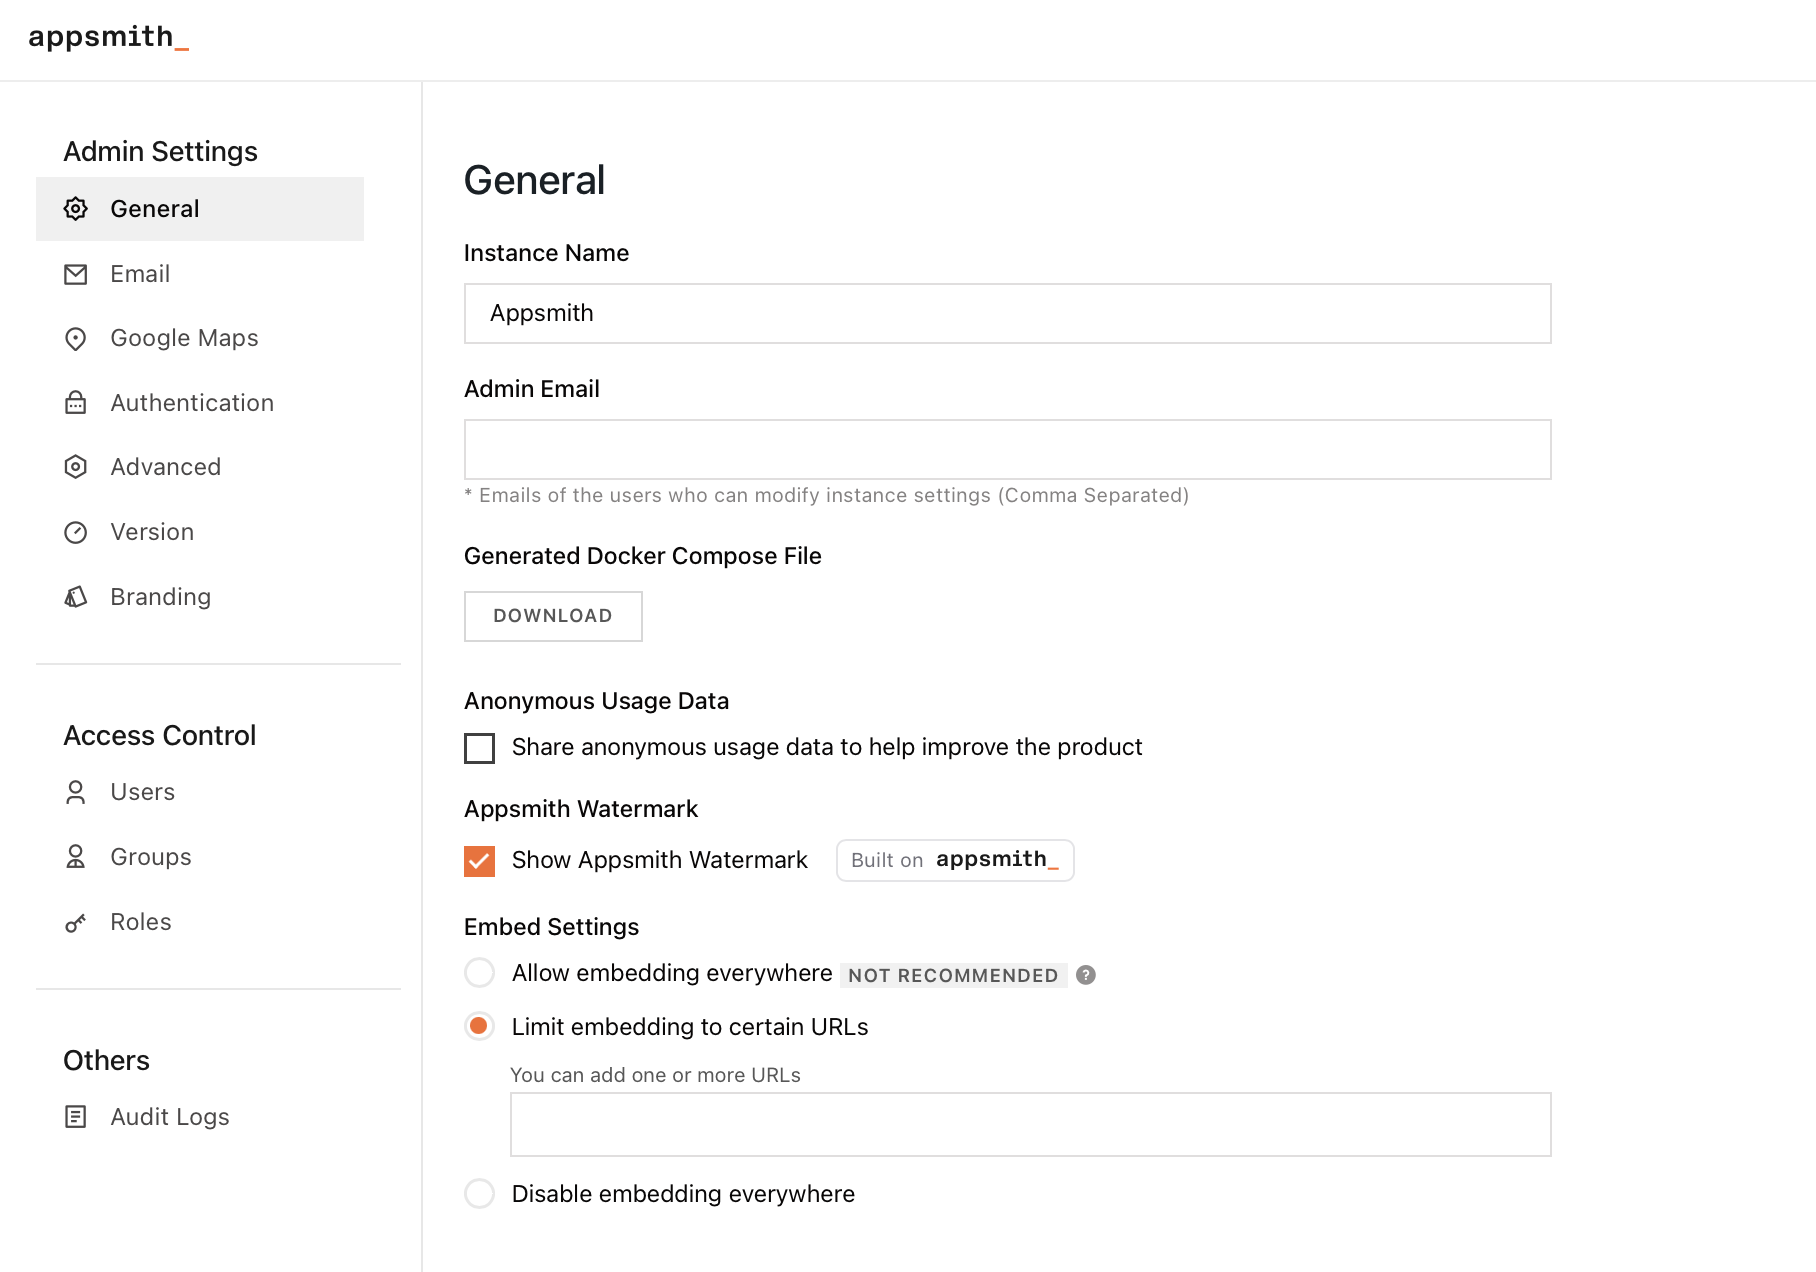 appsmith_
Admin Settings
General
Email
Google Maps
Authentication
Advanced
Version
Branding
Access Control
Users
Groups
Roles
Others
Audit Logs
General
Instance Name
Appsmith
Admin Email
* Emails of the users who can modify instance settings (Comma Separated)
Generated Docker Compose File
DOWNLOAD
Anonymous Usage Data
Share anonymous usage data to help improve the product
Appsmith Watermark
Show Appsmith Watermark Built on appsmith_
Embed Settings
Allow embedding everywhere NOT RECOMMENDED ?
Limit embedding to certain URLs
You can add one or more URLs
Disable embedding everywhere